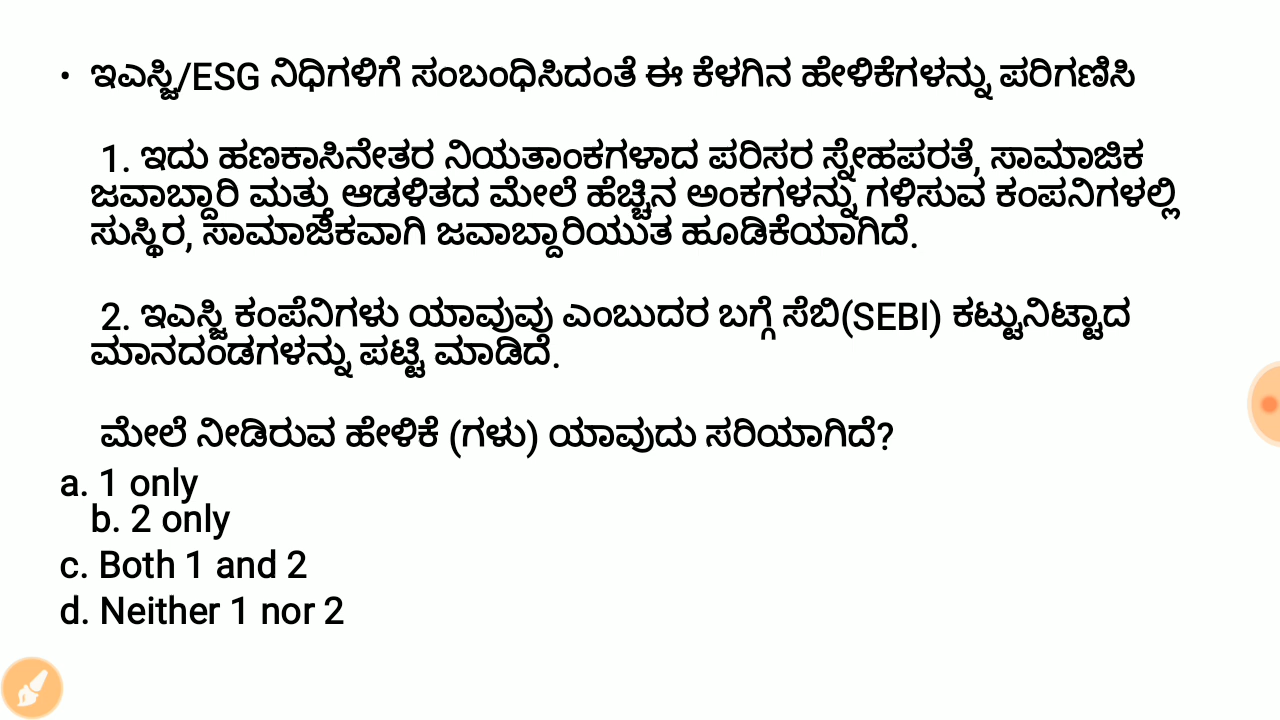 • ಇಎಸ್ಜಿ/ESG ನಿಧಿಗಳಿಗೆ ಸಂಬಂಧಿಸಿದಂತೆ ಈ ಕೆಳಗಿನ ಹೇಳಿಕೆಗಳನ್ನು ಪರಿಗಣಿಸಿ
1. ಇದು ಹಣಕಾಸಿನೇತರ ನಿಯತಾಂಕಗಳಾದ ಪರಿಸರ ಸ್ನೇಹಪರತೆ, ಸಾಮಾಜಿಕ
ಜವಾಬ್ದಾರಿ ಮತ್ತು ಆಡಳಿತದ ಮೇಲೆ ಹೆಚ್ಚಿನ ಅಂಕಗಳನ್ನು ಗಳಿಸುವ ಕಂಪನಿಗಳಲ್ಲಿ
ಸುಸ್ಥಿರ, ಸಾಮಾಜಿಕವಾಗಿ ಜವಾಬ್ದಾರಿಯುತ ಹೂಡಿಕೆಯಾಗಿದೆ.
2. ಇಎಸ್ಜಿ ಕಂಪೆನಿಗಳು ಯಾವುವು ಎಂಬುದರ ಬಗ್ಗೆ ಸೆಬಿ(SEBI) ಕಟ್ಟುನಿಟ್ಟಾದ
ಮಾನದಂಡಗಳನ್ನು ಪಟ್ಟಿ ಮಾಡಿದೆ.
ಮೇಲೆ ನೀಡಿರುವ ಹೇಳಿಕೆ (ಗಳು) ಯಾವುದು ಸರಿಯಾಗಿದೆ?
a. 1 only
b. 2 only
c. Both 1 and 2
d. Neither 1 nor 2